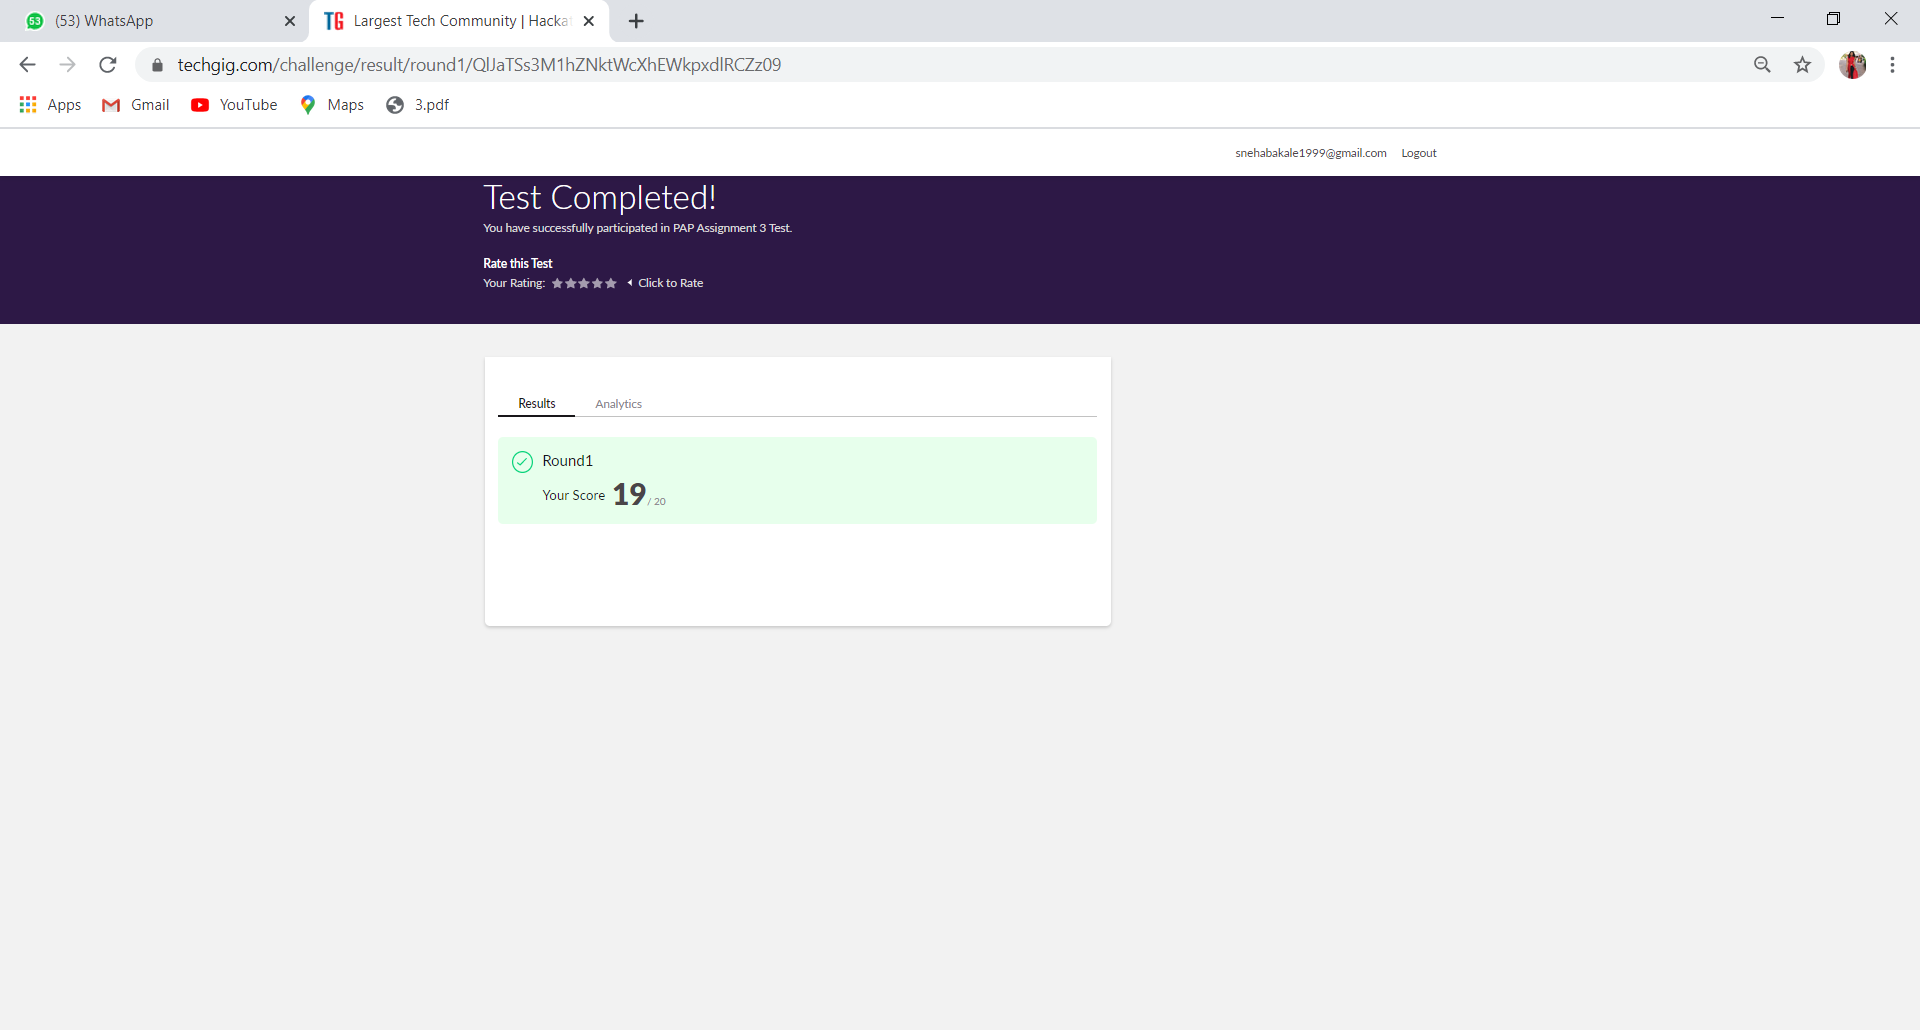 53 (53) WhatsApp
TG Largest Tech Community | Hacka
techgig.com/challenge/result/round1/QlJaTSs3M1hZNktWcXhEWkpxdlRCZz09
Apps Gmail YouTube Maps 3.pdf
snehabakale1999@gmail.com Logout
Test Completed!
You have successfully participated in PAP Assignment 3 Test.
Rate this Test
Your Rating: Click to Rate
Results Analytics
Round1
Your Score 19 / 20